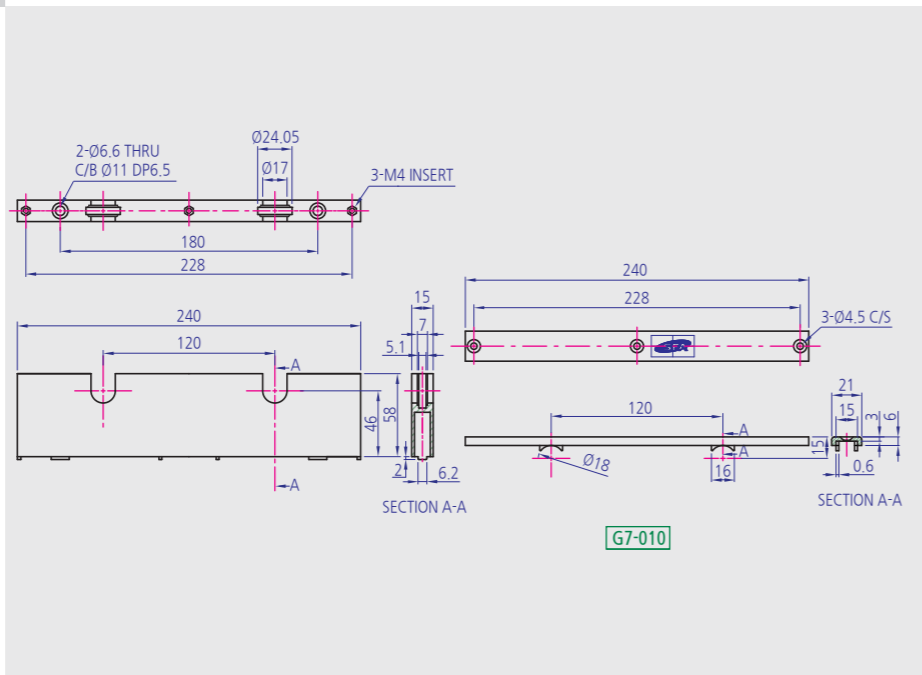 2-Ø6.6 THRU
C/B Ø11 DP6.5
Ø24.05
Ø17
3-M4 INSERT
180
228
240
120
A
A
46
58
2
15
7
5.1
6.2
SECTION A-A
240
228
3-Ø4.5 C/S
120
A
A
15
Ø18
16
21
15
3
6
0.6
SECTION A-A
G7-010